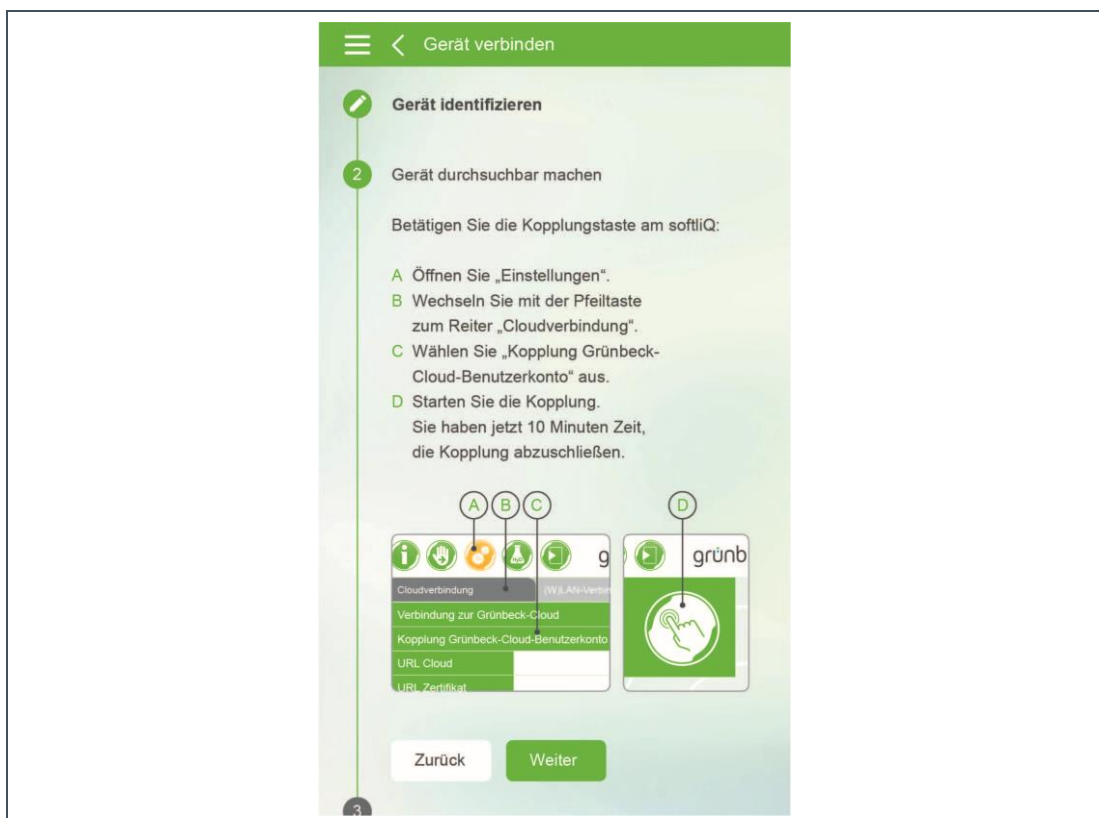 Gerät verbinden
Gerät identifizieren
2
Gerät durchsuchbar machen
Betätigen Sie die Kopplungstaste am softliQ:
A Öffnen Sie „Einstellungen“.
B Wechseln Sie mit der Pfeiltaste
zum Reiter „Cloudverbindung“.
C Wählen Sie „Kopplung Grünbeck-
Cloud-Benutzerkonto“ aus.
D Starten Sie die Kopplung.
Sie haben jetzt 10 Minuten Zeit,
die Kopplung abzuschließen.
A B C D
g grünb
Cloudverbindung (W)LAN-Verbin
Verbindung zur Grünbeck-Cloud
Kopplung Grünbeck-Cloud-Benutzerkonto
URL Cloud
URL Zertifikat
Zurück Weiter
3